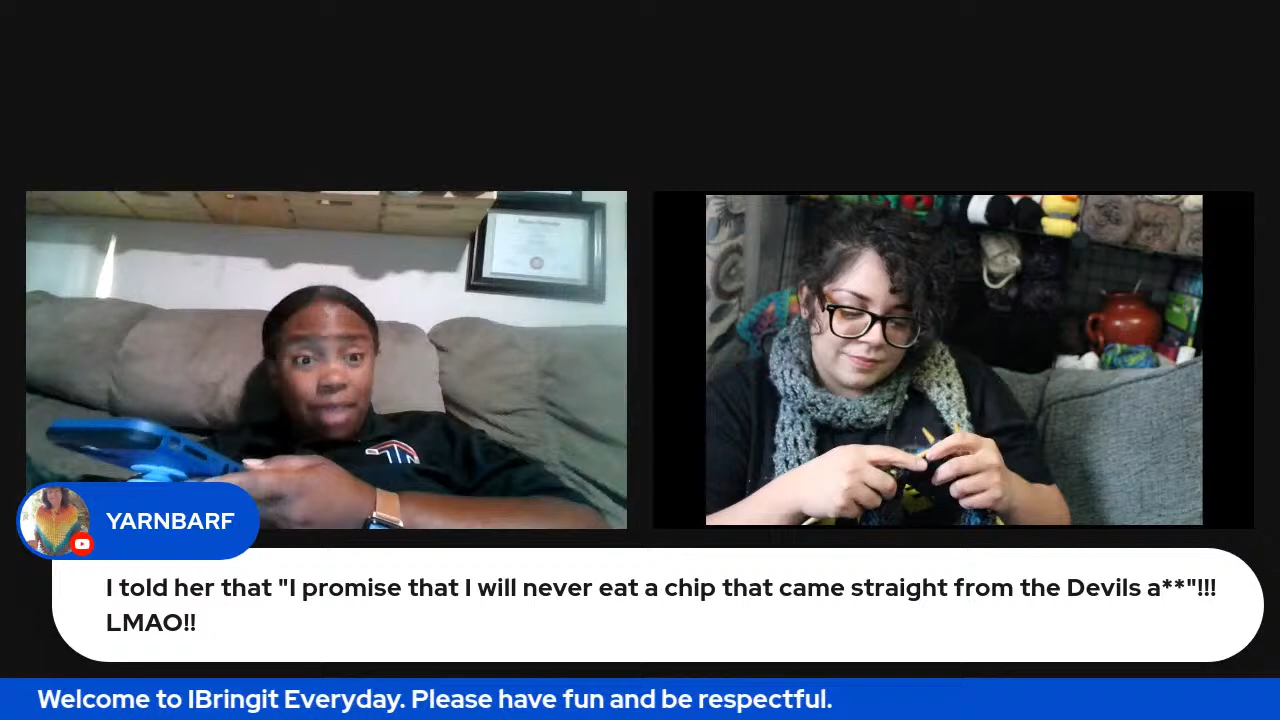 YARNBARF
I told her that "I promise that I will never eat a chip that came straight from the Devils a**"!!!
LMAO!!
Welcome to IBringit Everyday. Please have fun and be respectful.